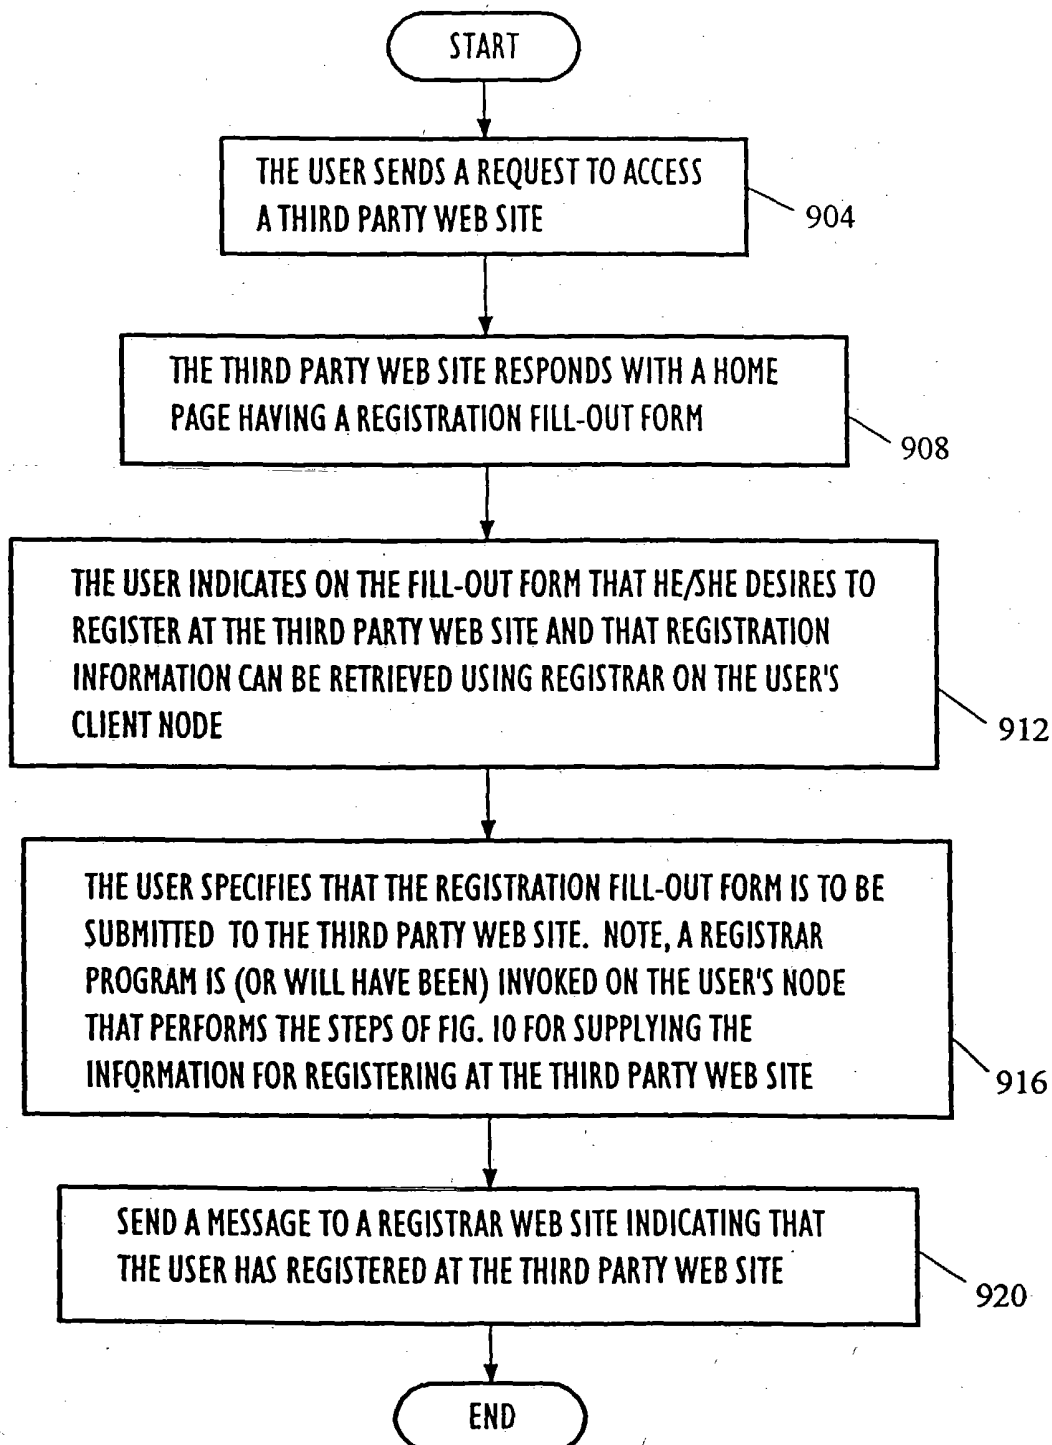 START
THE USER SENDS A REQUEST TO ACCESS
A THIRD PARTY WEB SITE
904
THE THIRD PARTY WEB SITE RESPONDS WITH A HOME
PAGE HAVING A REGISTRATION FILL-OUT FORM
908
THE USER INDICATES ON THE FILL-OUT FORM THAT HE/SHE DESIRES TO
REGISTER AT THE THIRD PARTY WEB SITE AND THAT REGISTRATION
INFORMATION CAN BE RETRIEVED USING REGISTRAR ON THE USER'S
CLIENT NODE
912
THE USER SPECIFIES THAT THE REGISTRATION FILL-OUT FORM IS TO BE
SUBMITTED TO THE THIRD PARTY WEB SITE. NOTE, A REGISTRAR
PROGRAM IS (OR WILL HAVE BEEN) INVOKED ON THE USER'S NODE
THAT PERFORMS THE STEPS OF FIG. 10 FOR SUPPLYING THE
INFORMATION FOR REGISTERING AT THE THIRD PARTY WEB SITE
916
SEND A MESSAGE TO A REGISTRAR WEB SITE INDICATING THAT
THE USER HAS REGISTERED AT THE THIRD PARTY WEB SITE
920
END